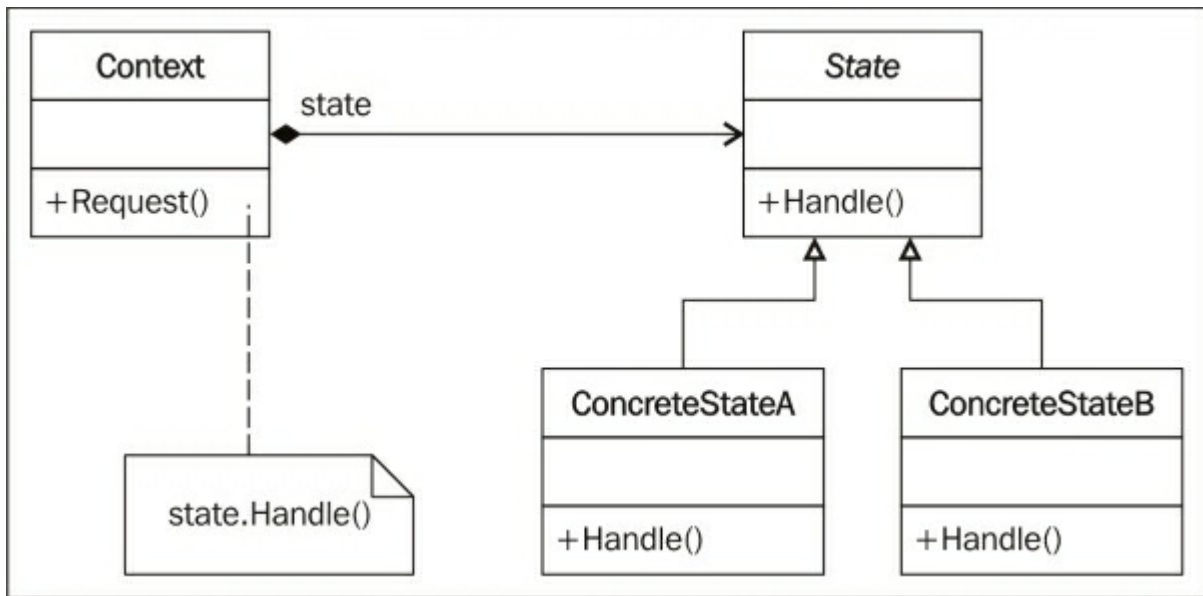 Context
State
state
+Request()
+Handle()
ConcreteStateA
ConcreteStateB
state.Handle()
+Handle()
+Handle()